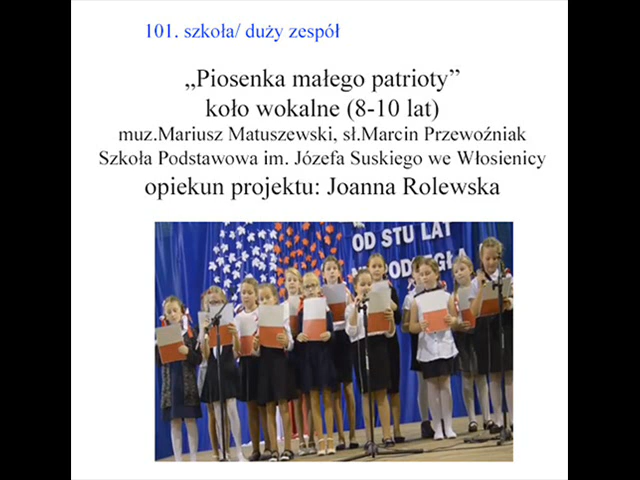 101. szkoła/ duży zespół
„Piosenka małego patrioty”
koło wokalne (8-10 lat)
muz.Mariusz Matuszewski, sł.Marcin Przewoźniak
Szkoła Podstawowa im. Józefa Suskiego we Włosienicy
opiekun projektu: Joanna Rolewska
OD STU LAT